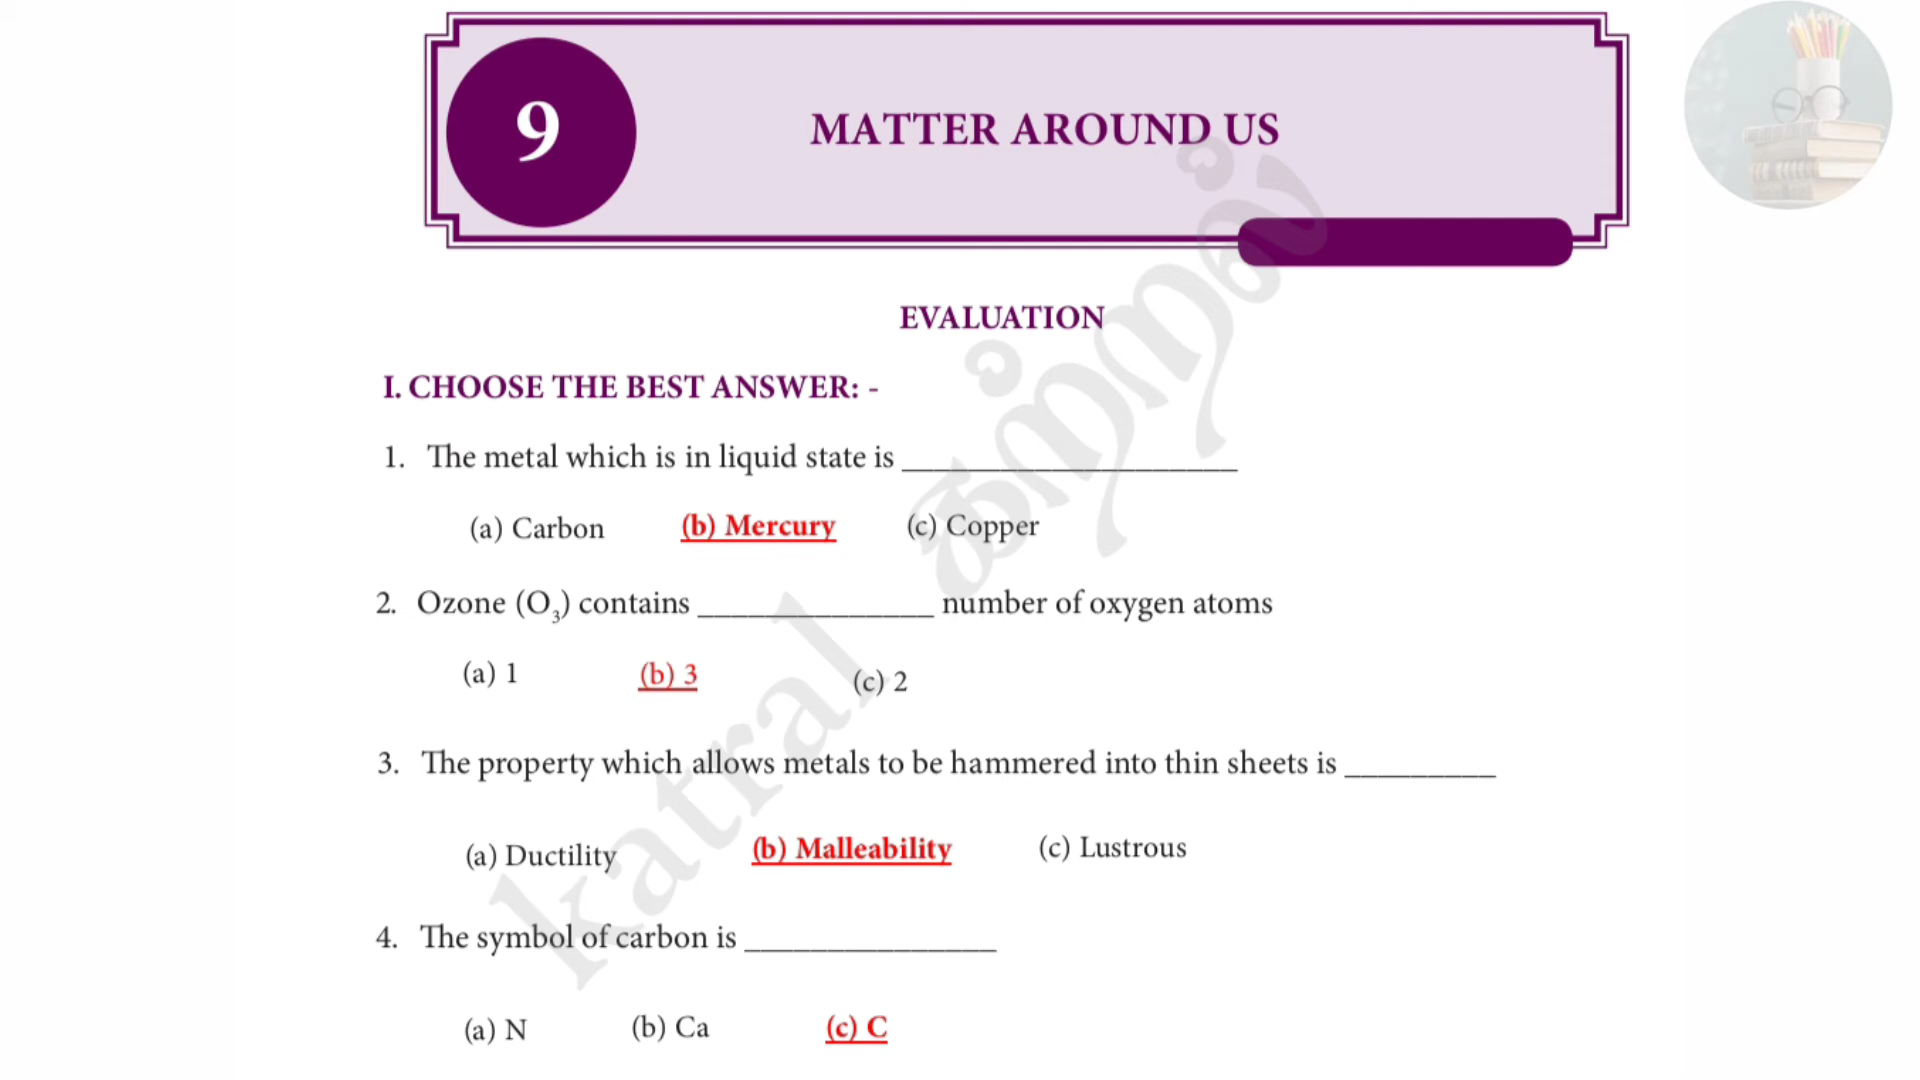 9
MATTER AROUND US
EVALUATION
I. CHOOSE THE BEST ANSWER: -
1. The metal which is in liquid state is ____________________
(a) Carbon (b) Mercury (c) Copper
2. Ozone (O₃) contains ______________ number of oxygen atoms
(a) 1 (b) 3 (c) 2
3. The property which allows metals to be hammered into thin sheets is _________
(a) Ductility (b) Malleability (c) Lustrous
4. The symbol of carbon is _______________
(a) N (b) Ca (c) C
katral கற்றல்